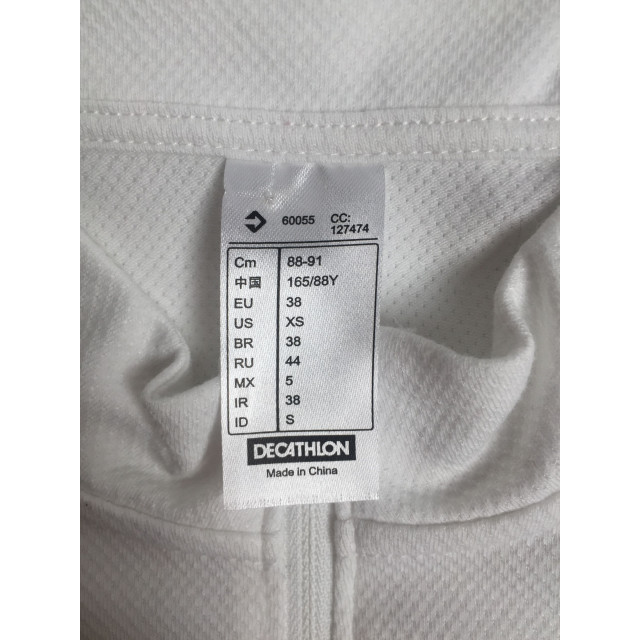 60055 CC:
127474
Cm 88-91
中国 165/88Y
EU 38
US XS
BR 38
RU 44
MX 5
IR 38
ID S
DECATHLON
Made in China